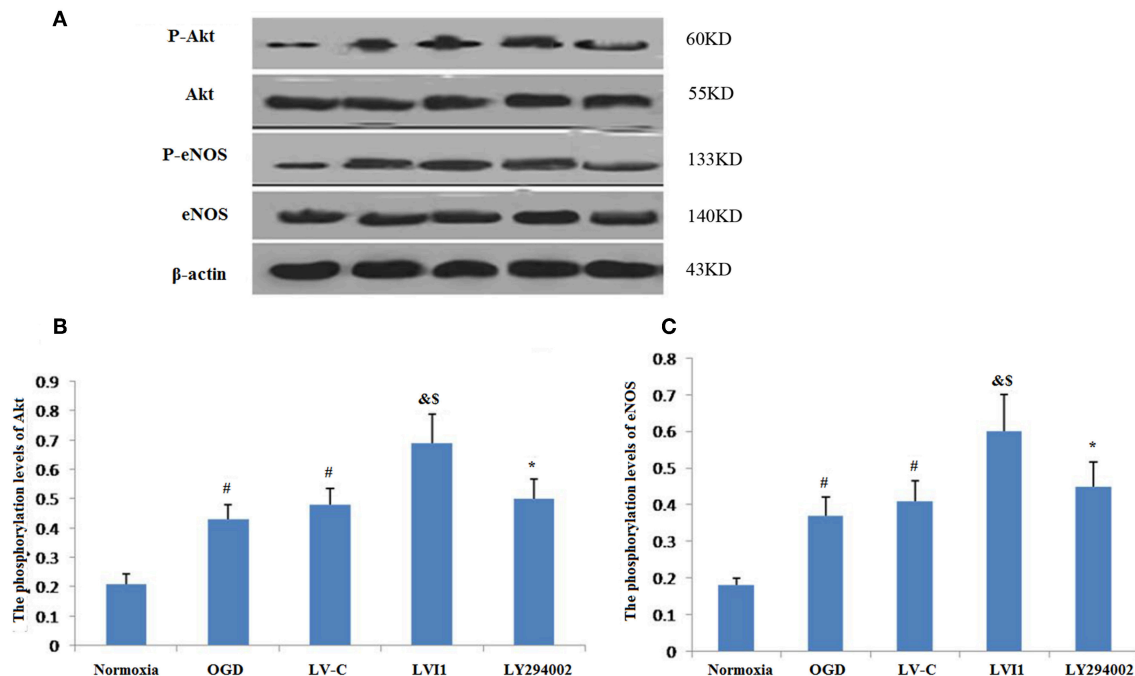 A
P-Akt
60KD
Akt
55KD
P-eNOS
133KD
eNOS
140KD
β-actin
43KD
B
The phosphorylation levels of Akt
0.9
0.8
0.7
0.6
0.5
0.4
0.3
0.2
0.1
0
#
#
&$
*
Normoxia OGD LV-C LVI1 LY294002
C
The phosphorylation levels of eNOS
0.8
0.7
0.6
0.5
0.4
0.3
0.2
0.1
0
#
#
&$
*
Normoxia OGD LV-C LVI1 LY294002